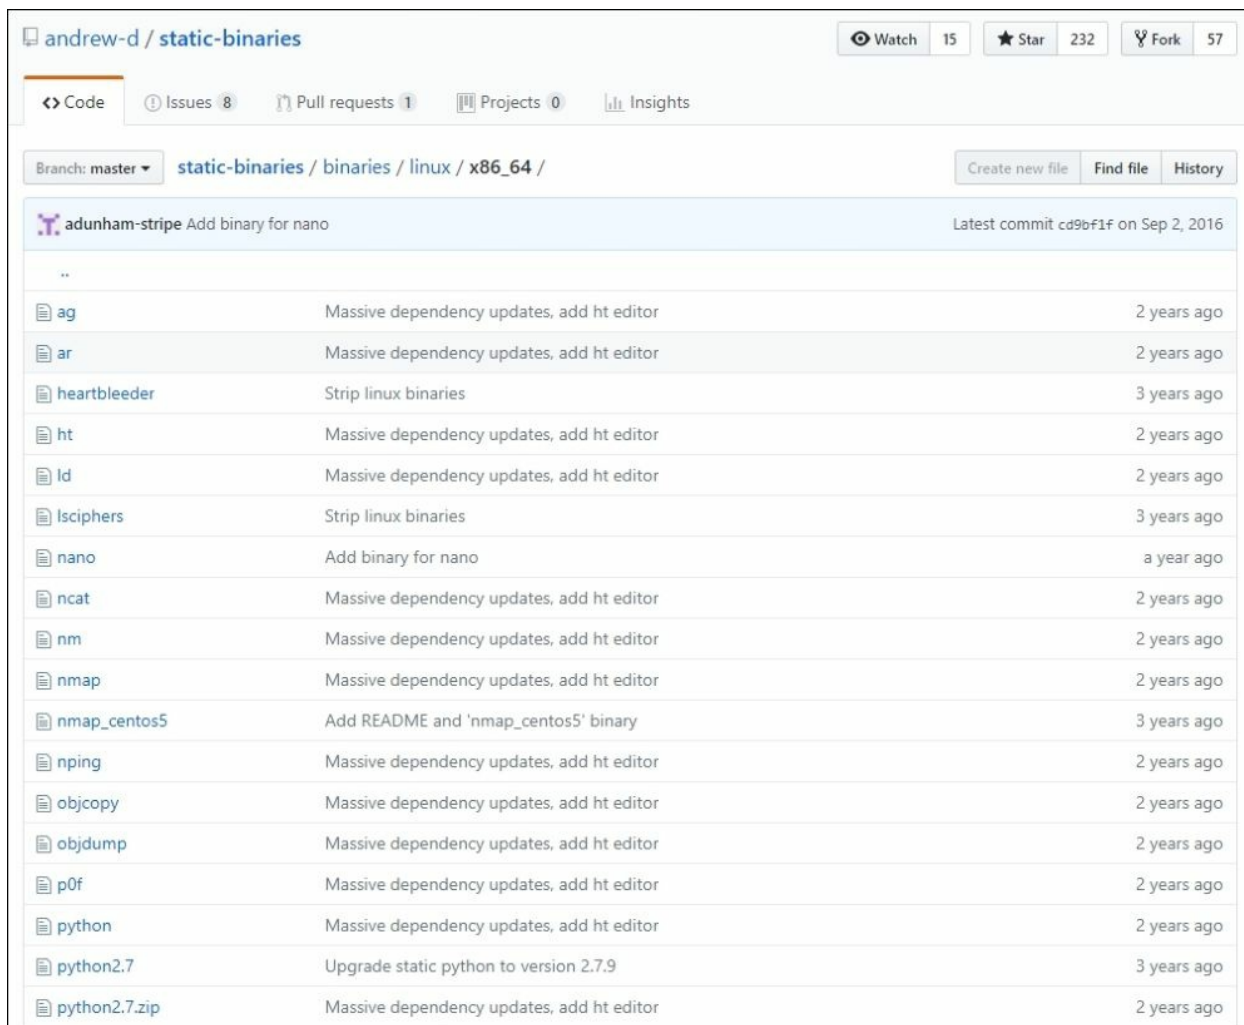 andrew-d / static-binaries Watch 15 Star 232 Fork 57
Code Issues 8 Pull requests 1 Projects 0 Insights
Branch: master static-binaries / binaries / linux / x86_64 / Create new file Find file History
adunham-stripe Add binary for nano Latest commit cd9bf1f on Sep 2, 2016
..
ag Massive dependency updates, add ht editor 2 years ago
ar Massive dependency updates, add ht editor 2 years ago
heartbleeder Strip linux binaries 3 years ago
ht Massive dependency updates, add ht editor 2 years ago
ld Massive dependency updates, add ht editor 2 years ago
lsciphers Strip linux binaries 3 years ago
nano Add binary for nano a year ago
ncat Massive dependency updates, add ht editor 2 years ago
nm Massive dependency updates, add ht editor 2 years ago
nmap Massive dependency updates, add ht editor 2 years ago
nmap_centos5 Add README and 'nmap_centos5' binary 3 years ago
nping Massive dependency updates, add ht editor 2 years ago
objcopy Massive dependency updates, add ht editor 2 years ago
objdump Massive dependency updates, add ht editor 2 years ago
p0f Massive dependency updates, add ht editor 2 years ago
python Massive dependency updates, add ht editor 2 years ago
python2.7 Upgrade static python to version 2.7.9 3 years ago
python2.7.zip Massive dependency updates, add ht editor 2 years ago